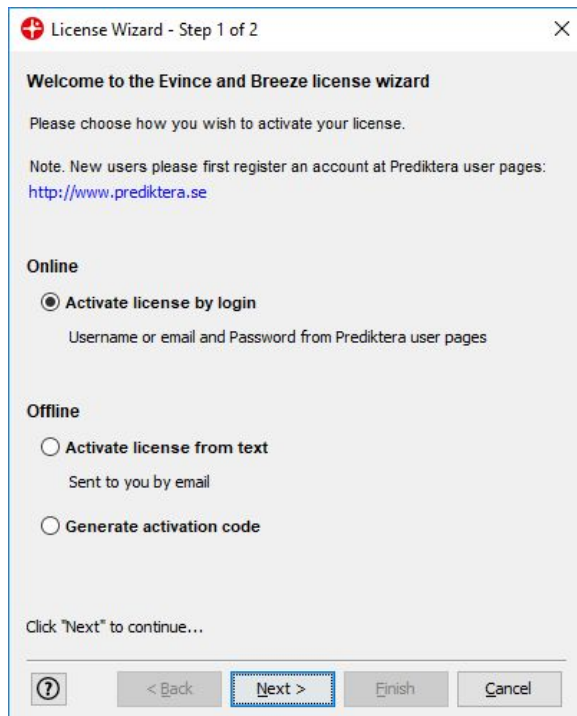 License Wizard - Step 1 of 2
Welcome to the Evince and Breeze license wizard
Please choose how you wish to activate your license.
Note. New users please first register an account at Prediktera user pages:
http://www.prediktera.se
Online
Activate license by login
Username or email and Password from Prediktera user pages
Offline
Activate license from text
Sent to you by email
Generate activation code
Click "Next" to continue...
? < Back Next > Finish Cancel